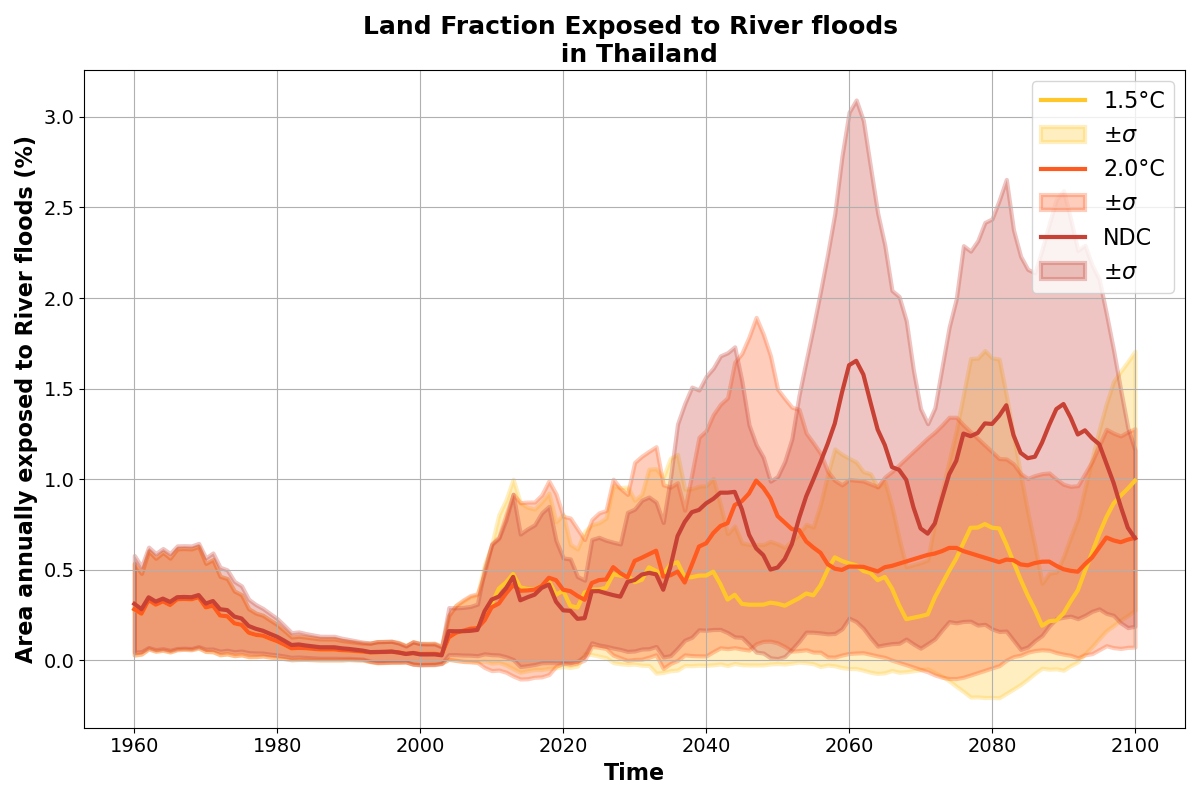 Land Fraction Exposed to River floods
in Thailand
Area annually exposed to River floods (%)
3.0
2.5
2.0
1.5
1.0
0.5
0.0
1960 1980 2000 2020 2040 2060 2080 2100
Time
1.5°C
±σ
2.0°C
±σ
NDC
±σ